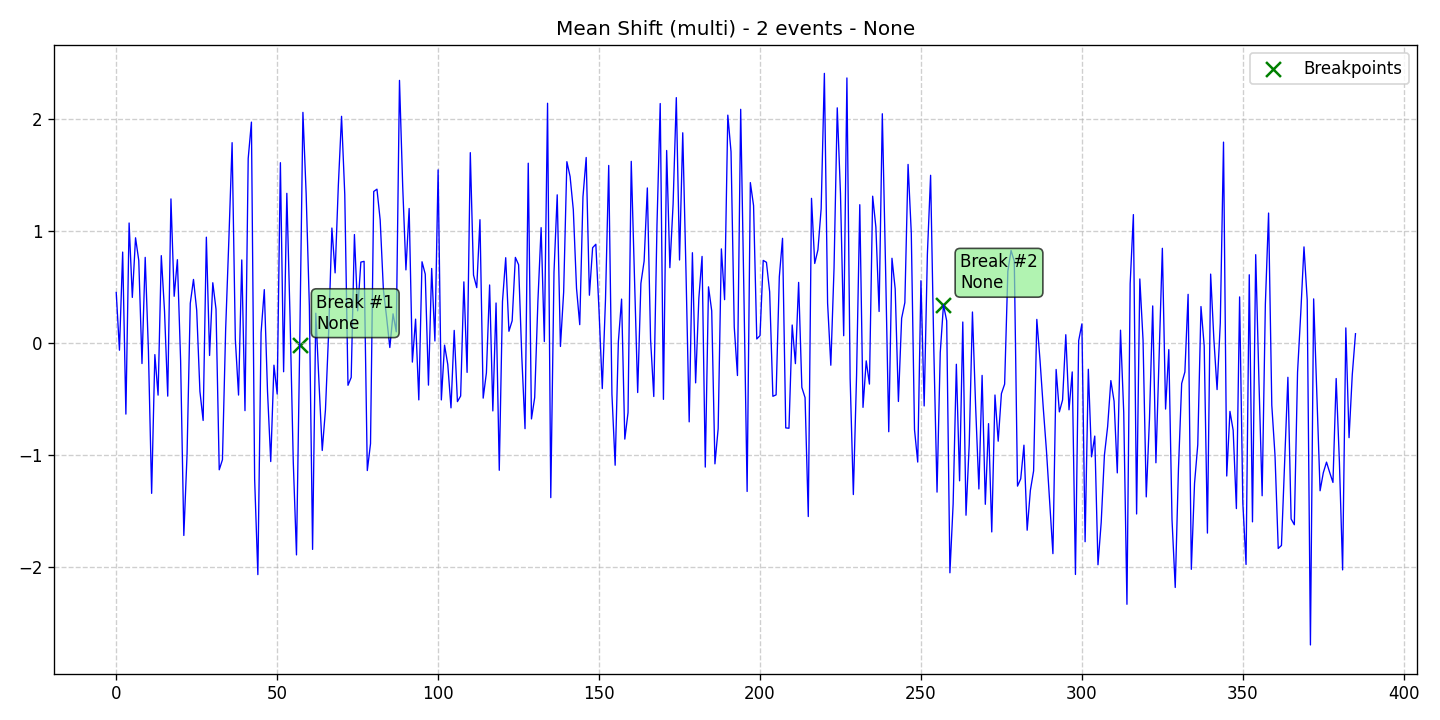 Mean Shift (multi) - 2 events - None
Breakpoints
2
1
0
−1
−2
Break #1
None
Break #2
None
0
50
100
150
200
250
300
350
400